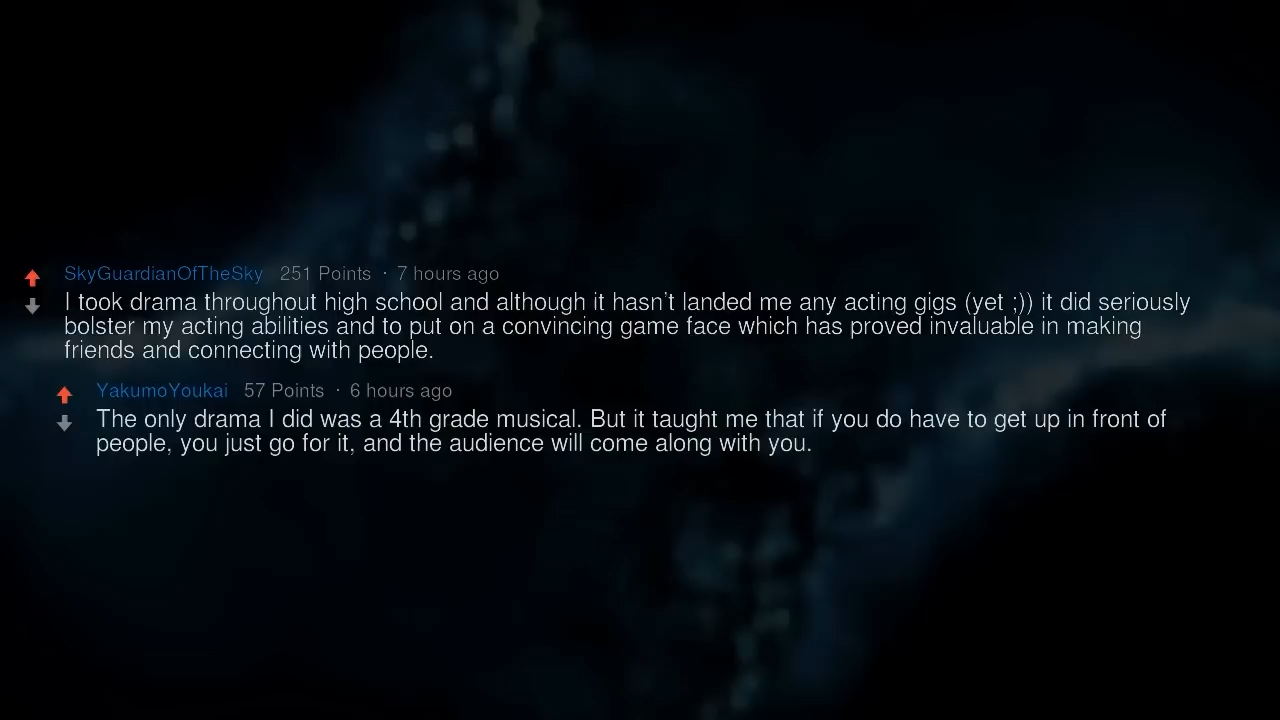 SkyGuardianOfTheSky 251 Points · 7 hours ago
I took drama throughout high school and although it hasn't landed me any acting gigs (yet ;)) it did seriously
bolster my acting abilities and to put on a convincing game face which has proved invaluable in making
friends and connecting with people.
YakumoYoukai 57 Points · 6 hours ago
The only drama I did was a 4th grade musical. But it taught me that if you do have to get up in front of
people, you just go for it, and the audience will come along with you.